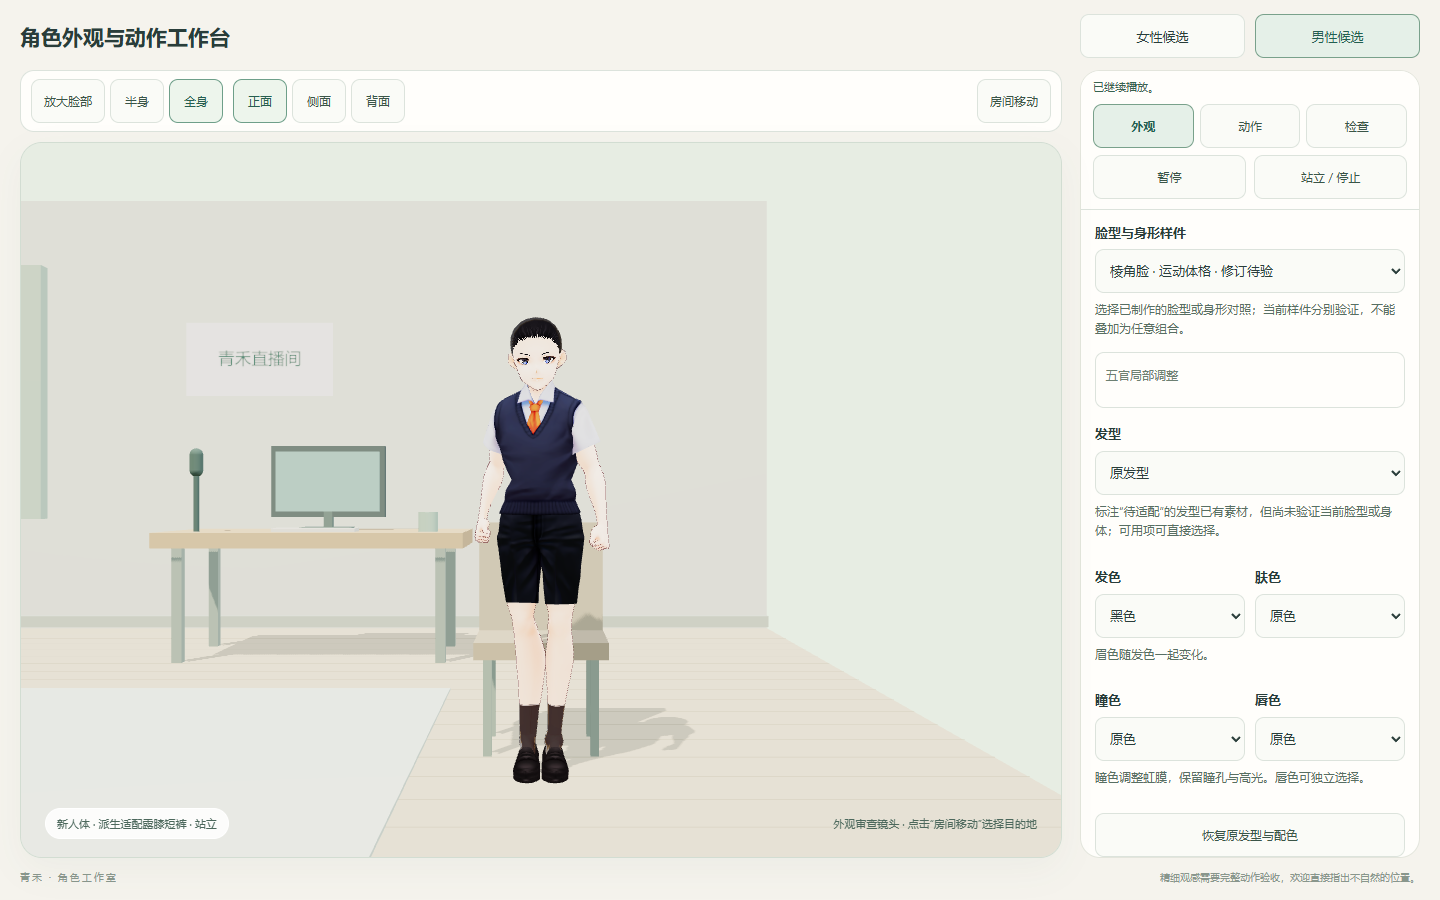 角色外观与动作工作台
女性候选
男性候选
放大脸部
半身
全身
正面
侧面
背面
房间移动
已继续播放。
外观
动作
检查
暂停
站立 / 停止
脸型与身形样件
棱角脸 · 运动体格 · 修订待验
选择已制作的脸型或身形对照；当前样件分别验证，不能
叠加为任意组合。
五官局部调整
发型
原发型
标注“待适配”的发型已有素材，但尚未验证当前脸型或身
体；可用项可直接选择。
发色
肤色
黑色
原色
眉色随发色一起变化。
瞳色
唇色
原色
原色
瞳色调整虹膜，保留瞳孔与高光。唇色可独立选择。
恢复原发型与配色
青禾直播间
新人体 · 派生适配露膝短裤 · 站立
外观审查镜头 · 点击“房间移动”选择目的地
青禾 · 角色工作室
精细观感需要完整动作验收，欢迎直接指出不自然的位置。